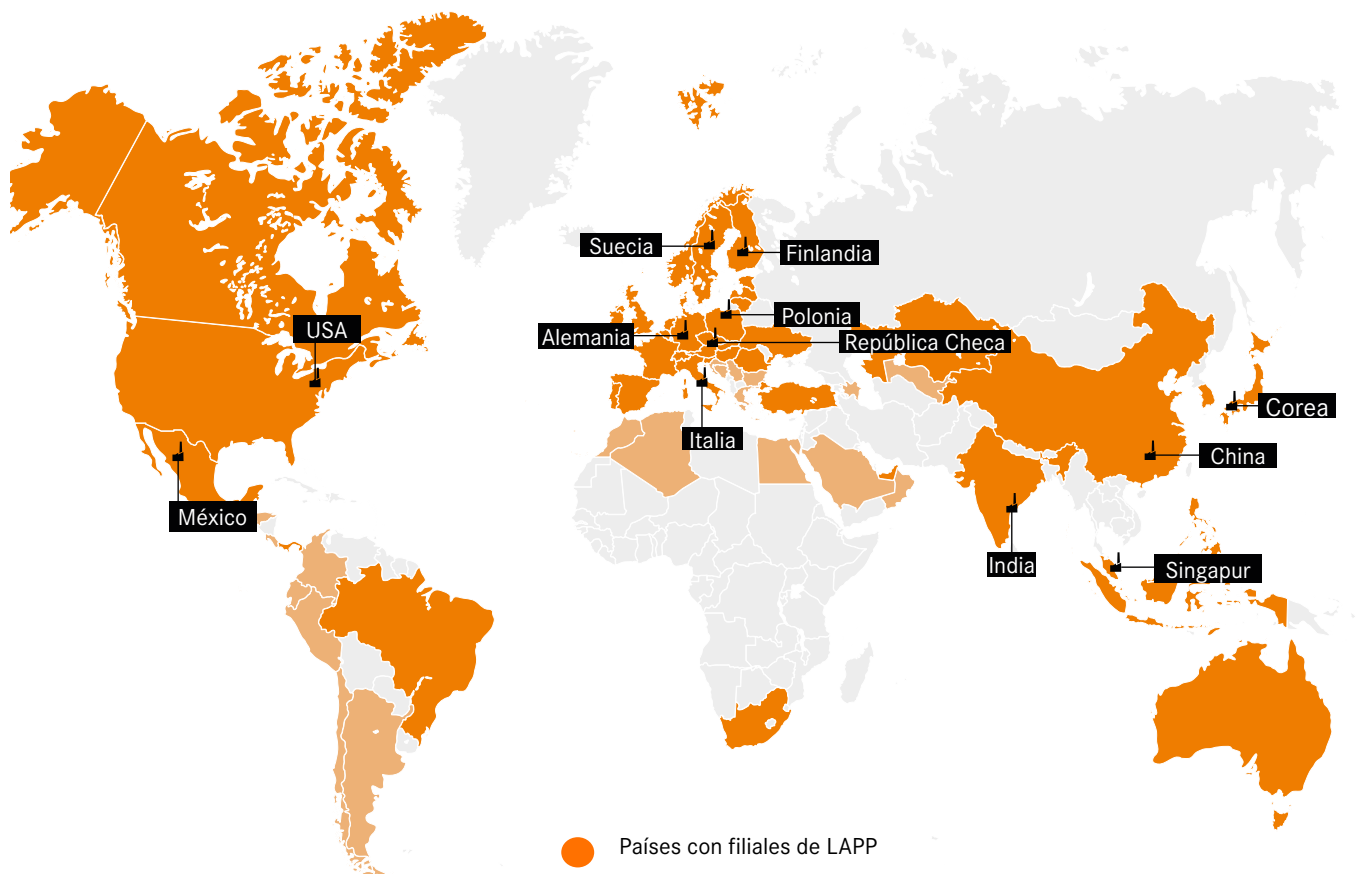 Suecia
Finlandia
USA
Polonia
Alemania
República Checa
Corea
Italia
China
México
India
Singapur
Países con filiales de LAPP